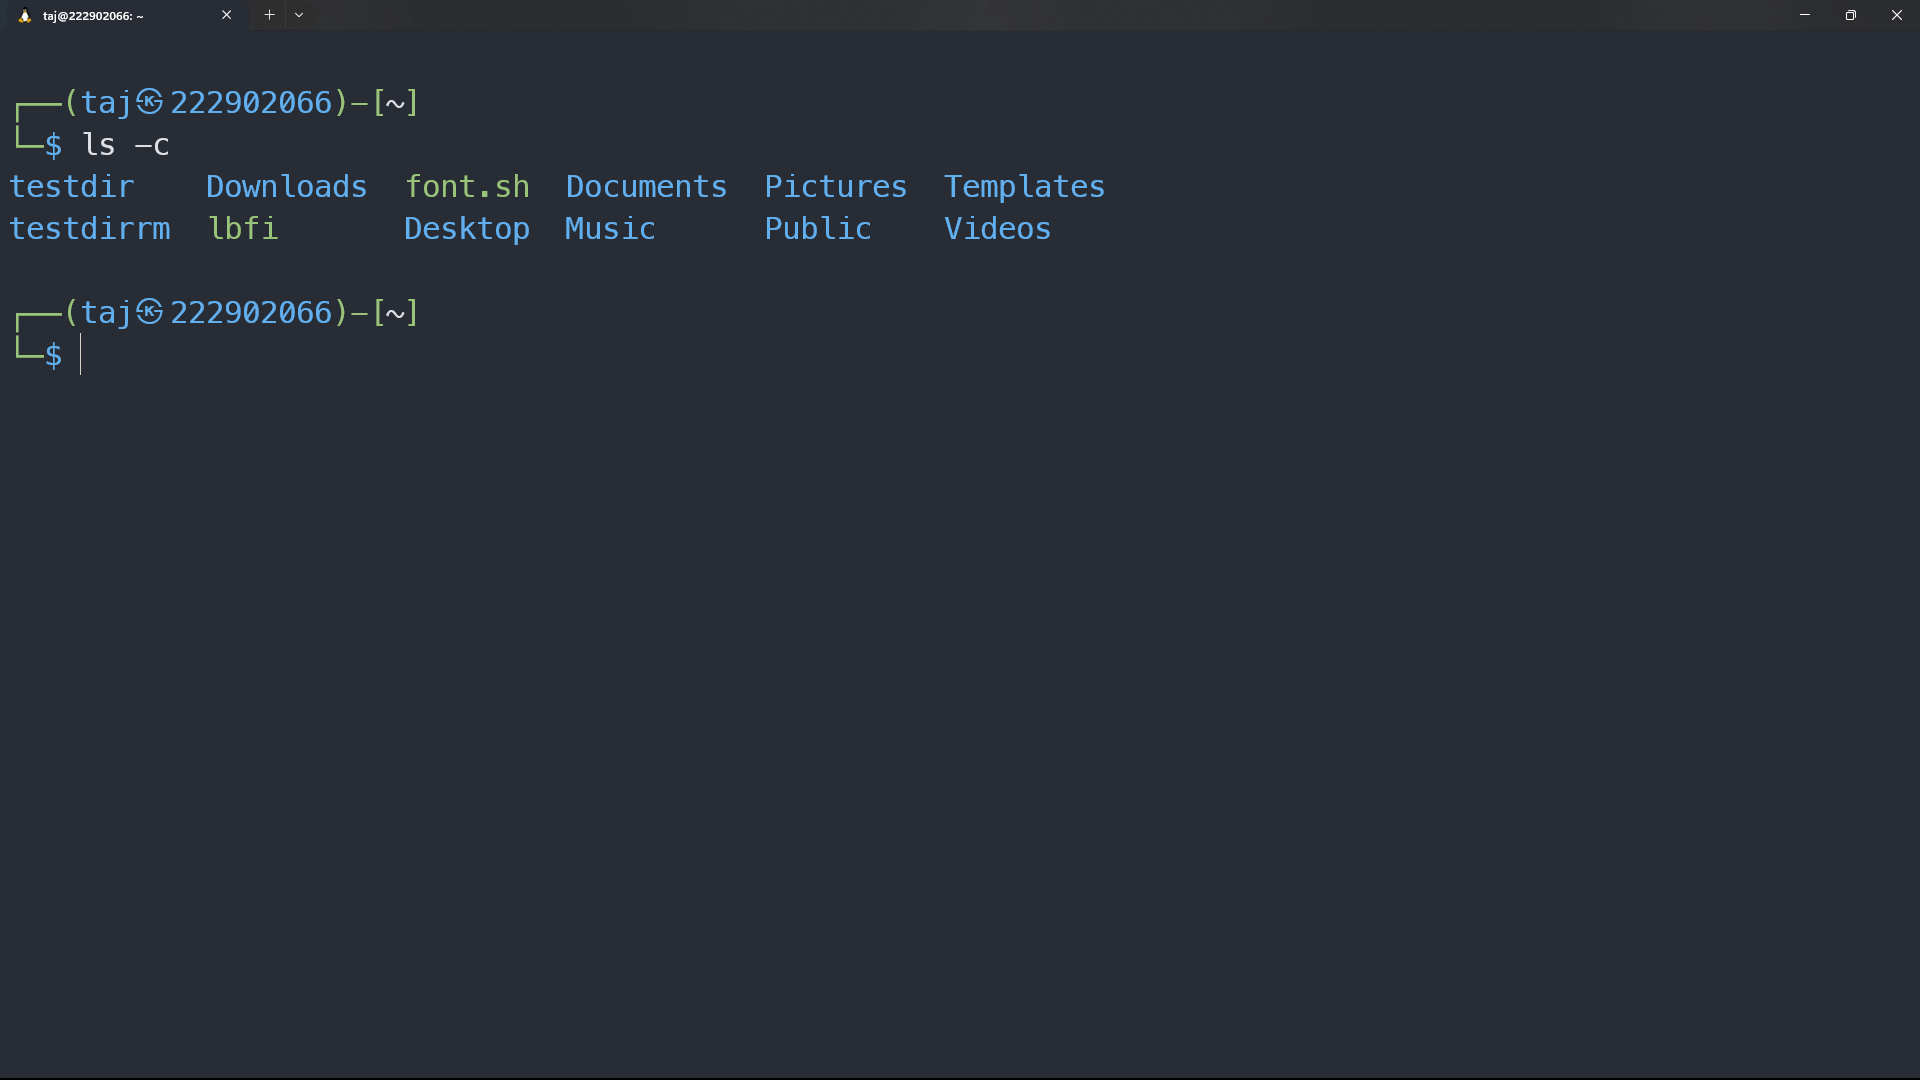 taj@222902066: ~
┌──(taj㉿222902066)-[~]
└─$ ls -c
testdir    Downloads  font.sh  Documents  Pictures  Templates
testdirrm  lbfi       Desktop  Music      Public    Videos
┌──(taj㉿222902066)-[~]
└─$